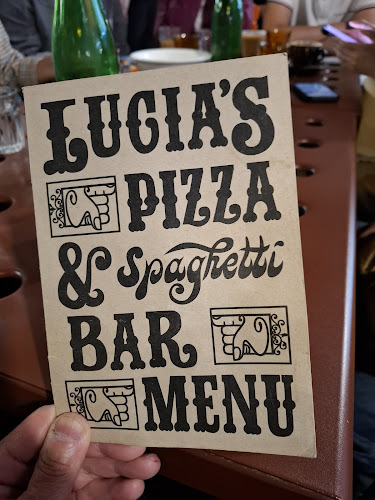 LUCIA'S
PIZZA
& Spaghetti
BAR
MENU